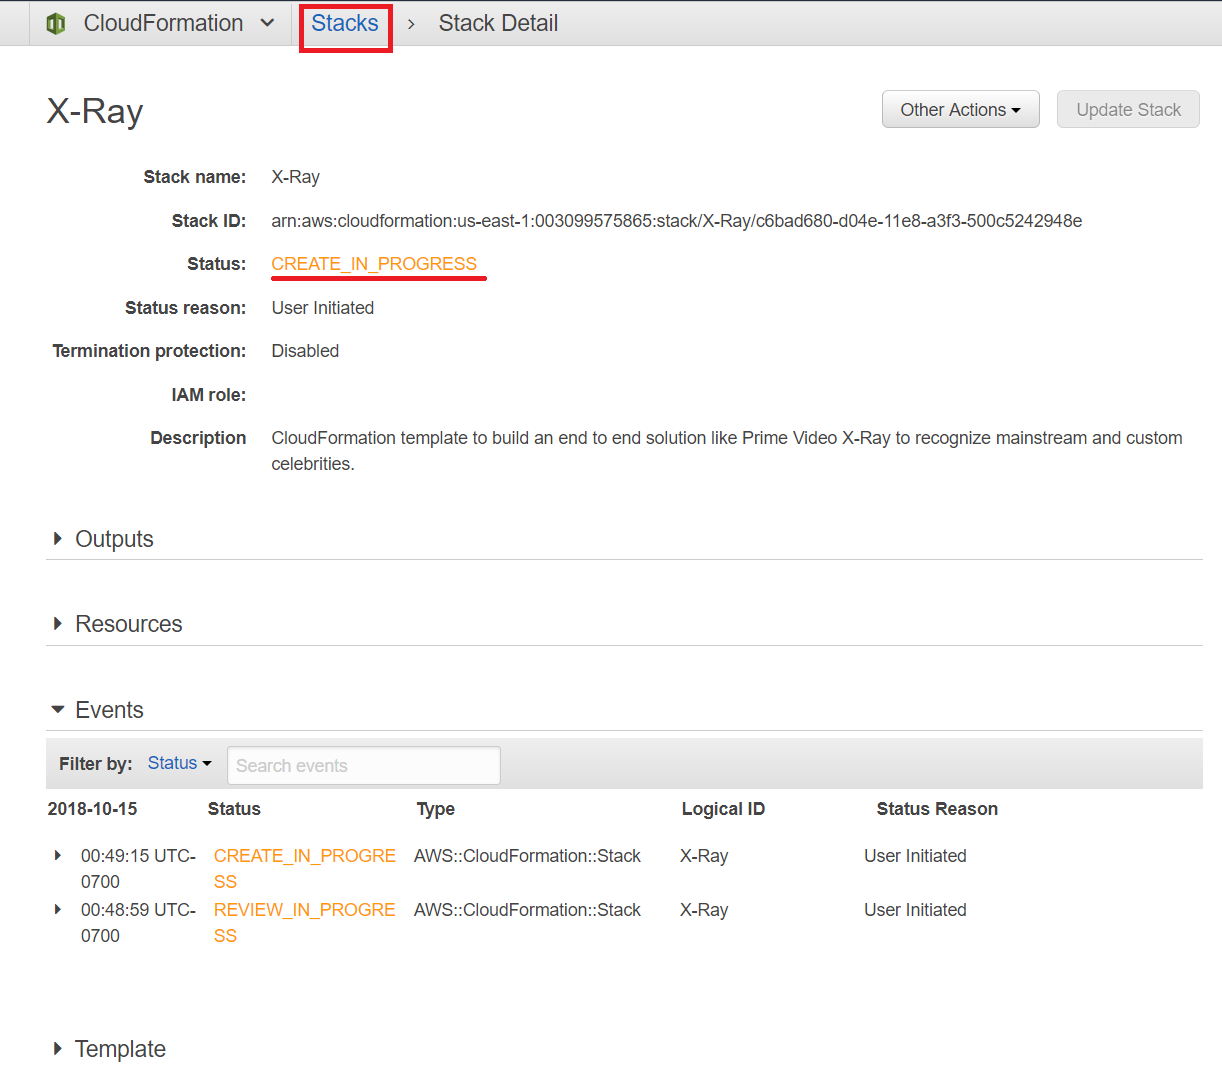 CloudFormation Stacks > Stack Detail
X-Ray
Other Actions Update Stack
Stack name: X-Ray
Stack ID: arn:aws:cloudformation:us-east-1:003099575865:stack/X-Ray/c6bad680-d04e-11e8-a3f3-500c5242948e
Status: CREATE_IN_PROGRESS
Status reason: User Initiated
Termination protection: Disabled
IAM role:
Description CloudFormation template to build an end to end solution like Prime Video X-Ray to recognize mainstream and custom
celebrities.
Outputs
Resources
Events
Filter by: Status Search events
2018-10-15 Status Type Logical ID Status Reason
00:49:15 UTC- CREATE_IN_PROGRE AWS::CloudFormation::Stack X-Ray User Initiated
0700 SS
00:48:59 UTC- REVIEW_IN_PROGRE AWS::CloudFormation::Stack X-Ray User Initiated
0700 SS
Template